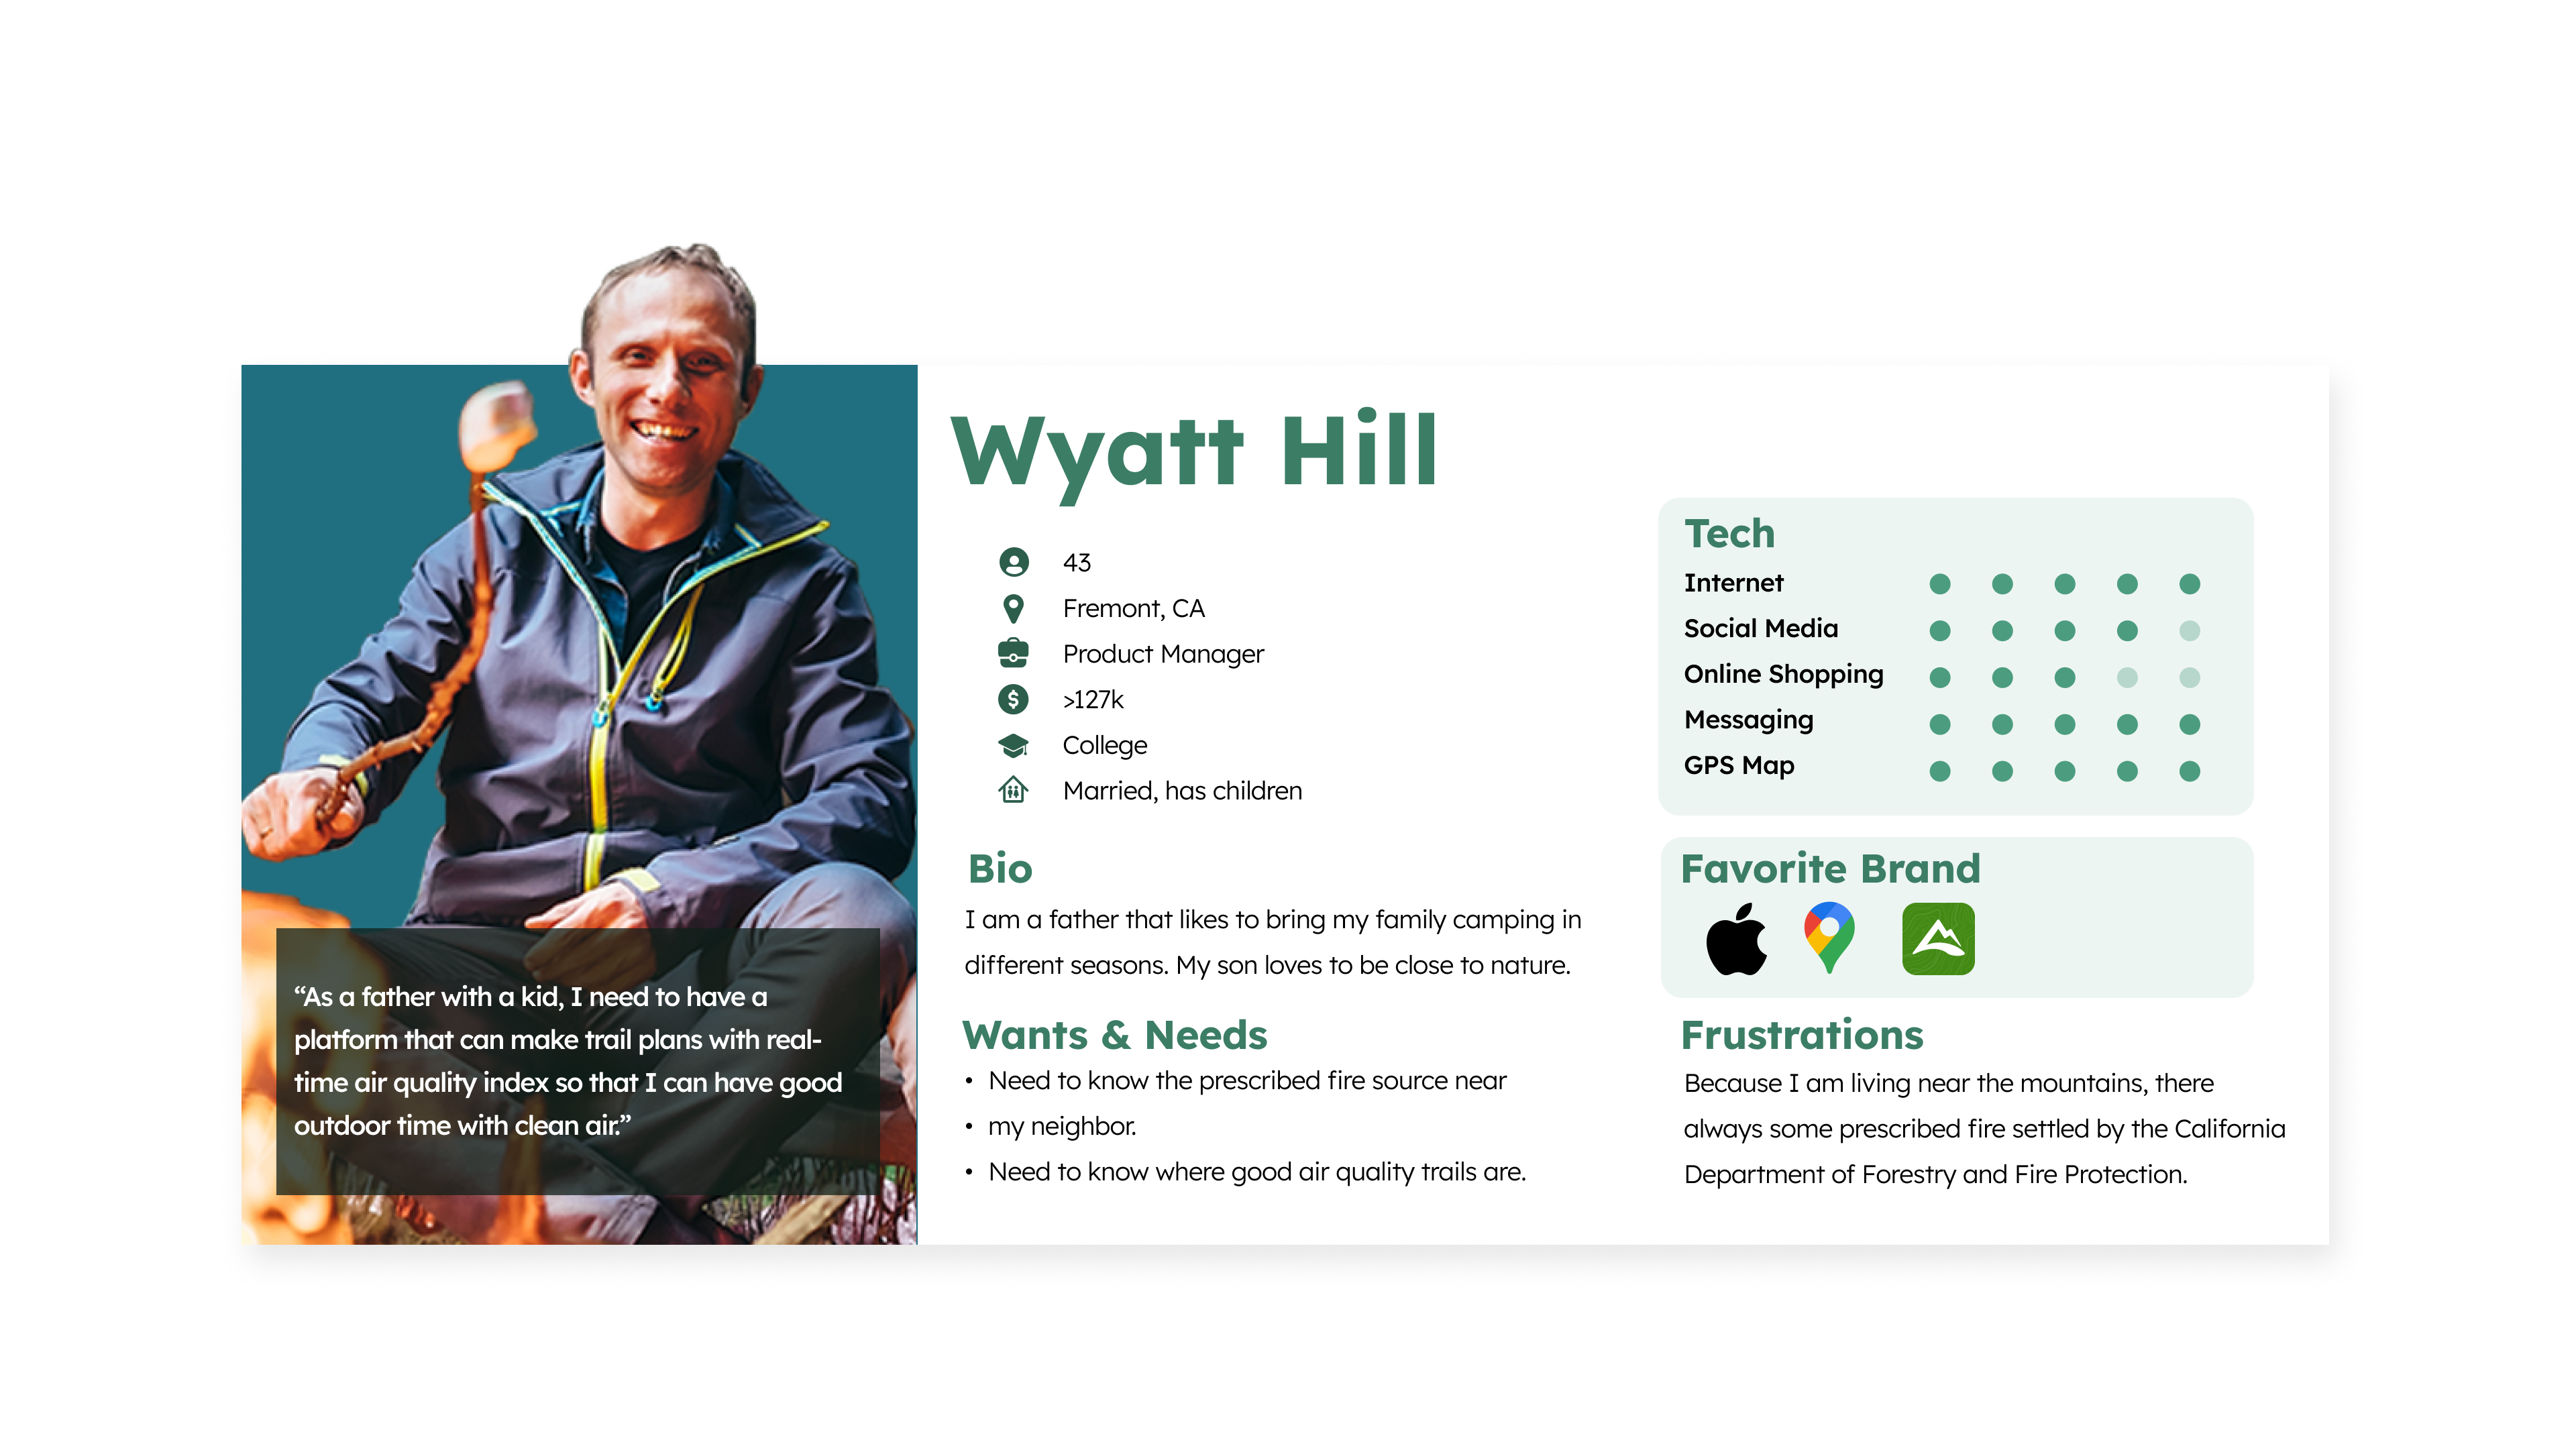 Wyatt Hill
43
Fremont, CA
Product Manager
>127k
College
Married, has children
Bio
I am a father that likes to bring my family camping in
different seasons. My son loves to be close to nature.
Wants & Needs
• Need to know the prescribed fire source near
• my neighbor.
• Need to know where good air quality trails are.
“As a father with a kid, I need to have a
platform that can make trail plans with real-
time air quality index so that I can have good
outdoor time with clean air.”
Tech
Internet
Social Media
Online Shopping
Messaging
GPS Map
Favorite Brand
Frustrations
Because I am living near the mountains, there
always some prescribed fire settled by the California
Department of Forestry and Fire Protection.